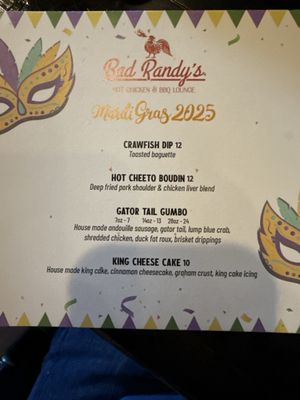 Bad Randy's
HOT CHICKEN & BBQ LOUNGE
Mardi Gras 2025
CRAWFISH DIP 12
Toasted baguette
HOT CHEETO BOUDIN 12
Deep fried pork shoulder & chicken liver blend
GATOR TAIL GUMBO
7oz - 7 14oz - 13 28oz - 24
House made andouille sausage, gator tail, lump blue crab,
shredded chicken, duck fat roux, brisket drippings
KING CHEESE CAKE 10
House made king cake, cinnamon cheesecake, graham crust, king cake icing